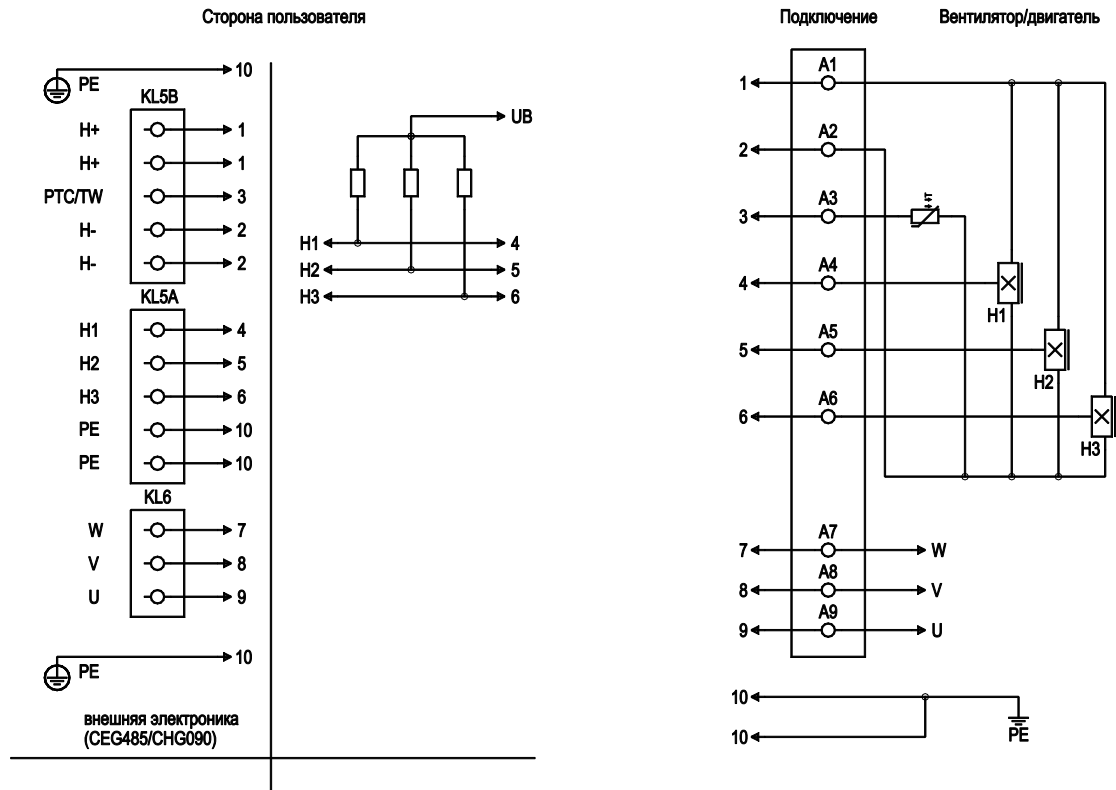 Сторона пользователя
PE 10
KL5B
H+ 1
H+ 1
PTC/TW 3
H- 2
H- 2
KL5A
H1 4
H2 5
H3 6
PE 10
PE 10
KL6
W 7
V 8
U 9
PE 10
внешняя электроника
(CEG485/CHG090)
UB
H1 4
H2 5
H3 6
Подключение
Вентилятор/двигатель
1 A1
2 A2
3 A3
4 A4
H1
5 A5
H2
6 A6
H3
7 A7 W
8 A8 V
9 A9 U
10
10
PE